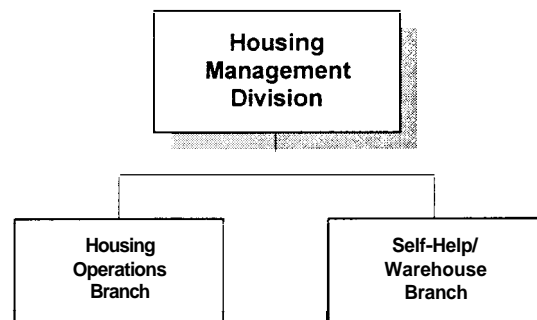 Housing
Management
Division
Housing
Operations
Branch
Self-Help/
Warehouse
Branch